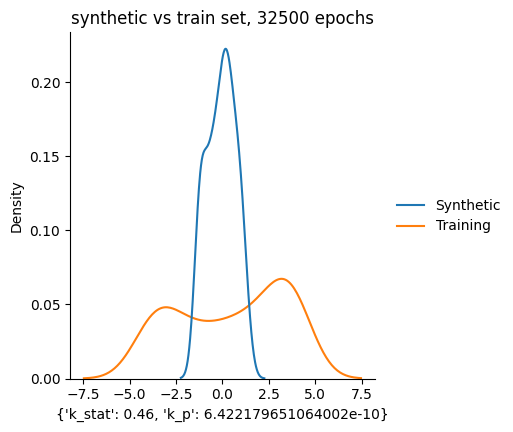 synthetic vs train set, 32500 epochs
Density
0.20
0.15
0.10
0.05
0.00
−7.5 −5.0 −2.5 0.0 2.5 5.0 7.5
{'k_stat': 0.46, 'k_p': 6.422179651064002e-10}
Synthetic
Training